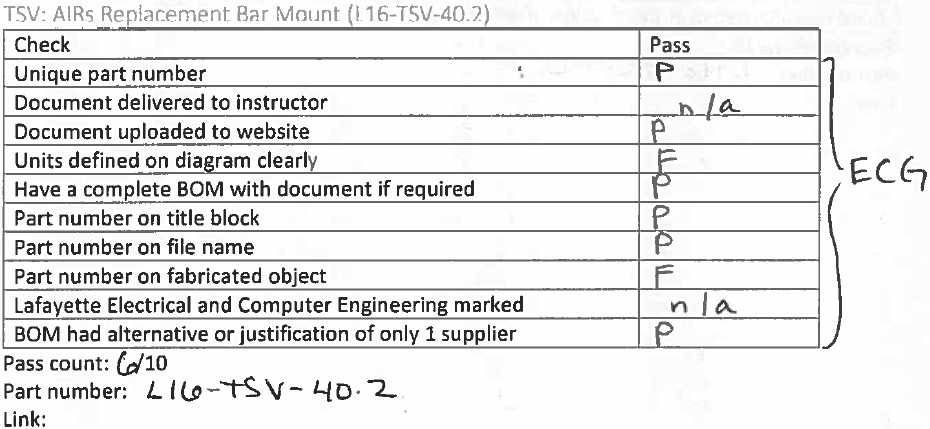 TSV: AIRs Replacement Bar Mount (L16-TSV-40.2)
Check Pass
Unique part number P
Document delivered to instructor n/a
Document uploaded to website P
Units defined on diagram clearly F
Have a complete BOM with document if required P
Part number on title block P
Part number on file name P
Part number on fabricated object F
Lafayette Electrical and Computer Engineering marked n/a
BOM had alternative or justification of only 1 supplier P
ECG
Pass count: 6/10
Part number: L16-TSV-40.2
Link: